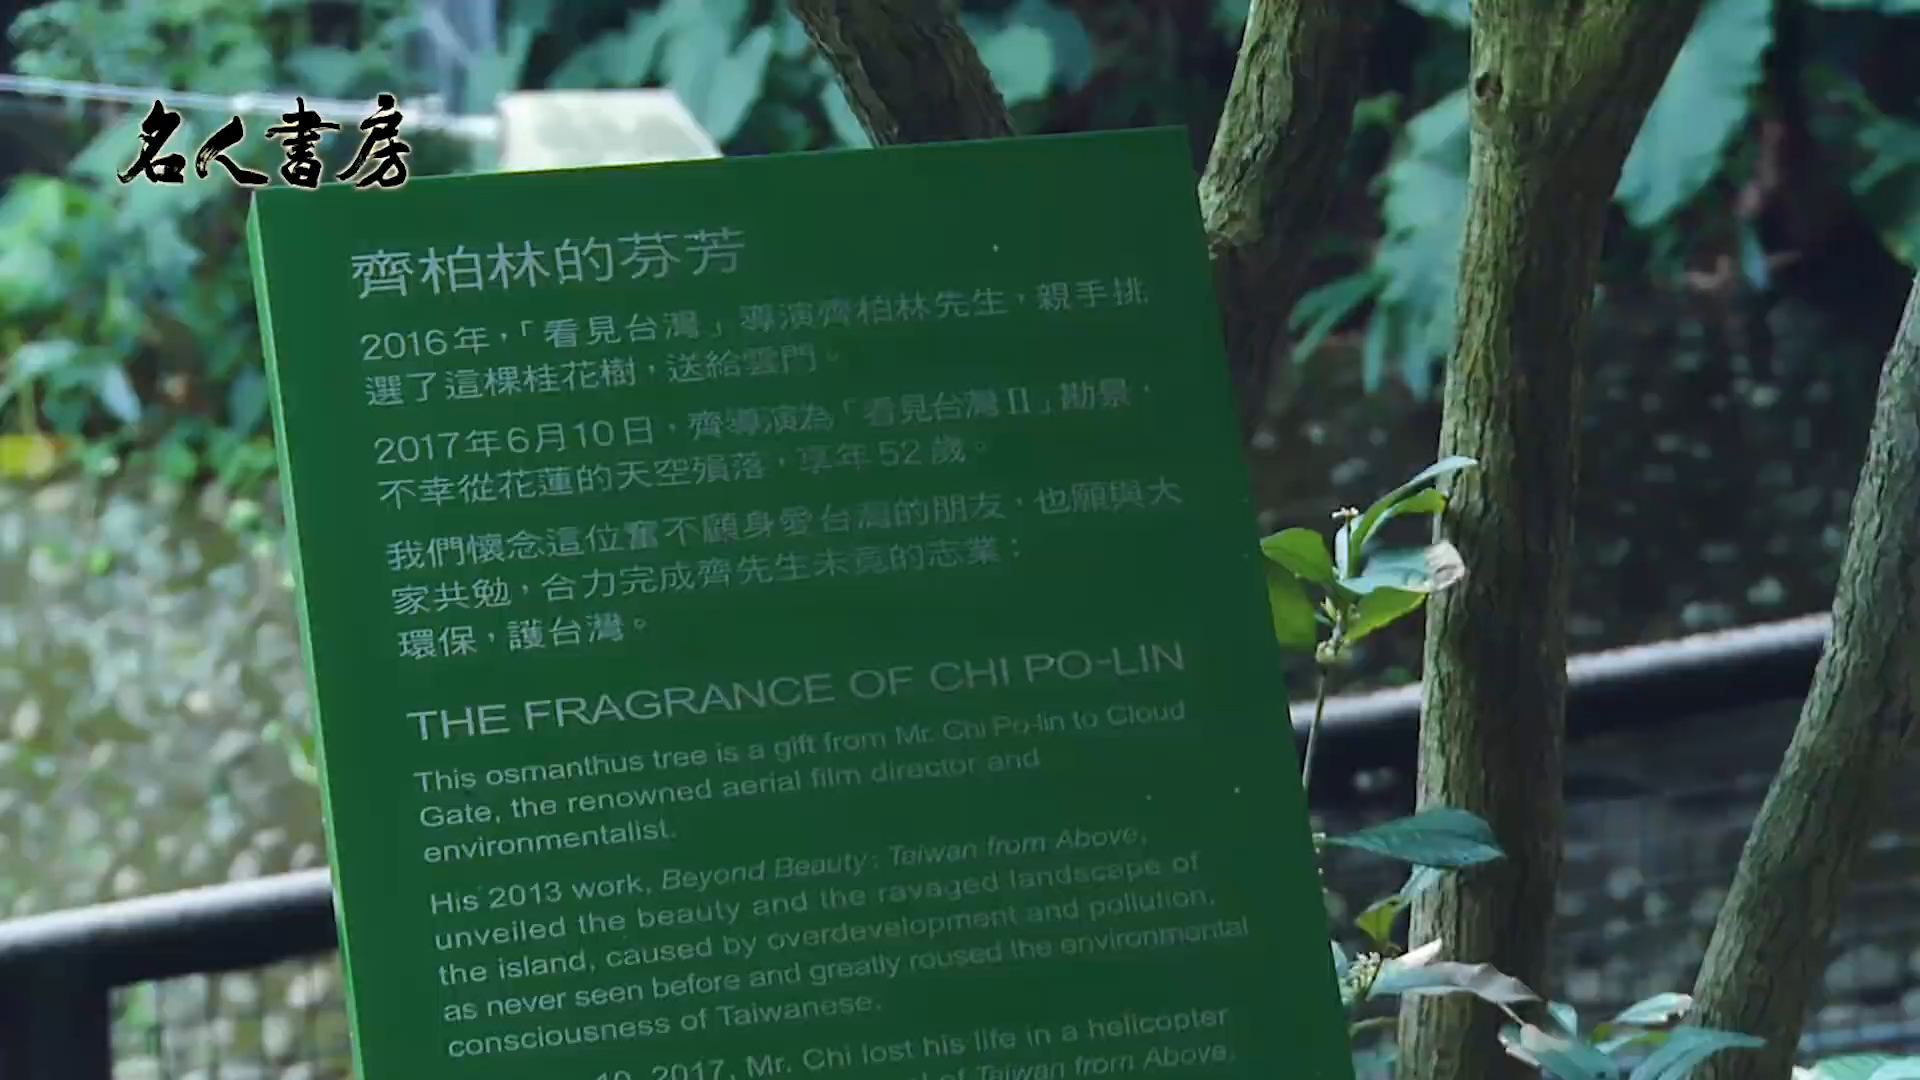 名人書房
齊柏林的芬芳
2016年，「看見台灣」導演齊柏林先生，親手挑
選了這棵桂花樹，送給雲門。
2017年6月10日，齊導演為「看見台灣II」勘景，
不幸從花蓮的天空殞落，享年52歲。
我們懷念這位奮不顧身愛台灣的朋友，也願與大
家共勉，合力完成齊先生未竟的志業：
環保，護台灣。
THE FRAGRANCE OF CHI PO-LIN
This osmanthus tree is a gift from Mr. Chi Po-lin to Cloud
Gate, the renowned aerial film director and
environmentalist.
His 2013 work, Beyond Beauty: Taiwan from Above,
unveiled the beauty and the ravaged landscape of
the island, caused by overdevelopment and pollution,
as never seen before and greatly roused the environmental
consciousness of Taiwanese.
10, 2017, Mr. Chi lost his life in a helicopter
of Taiwan from Above,